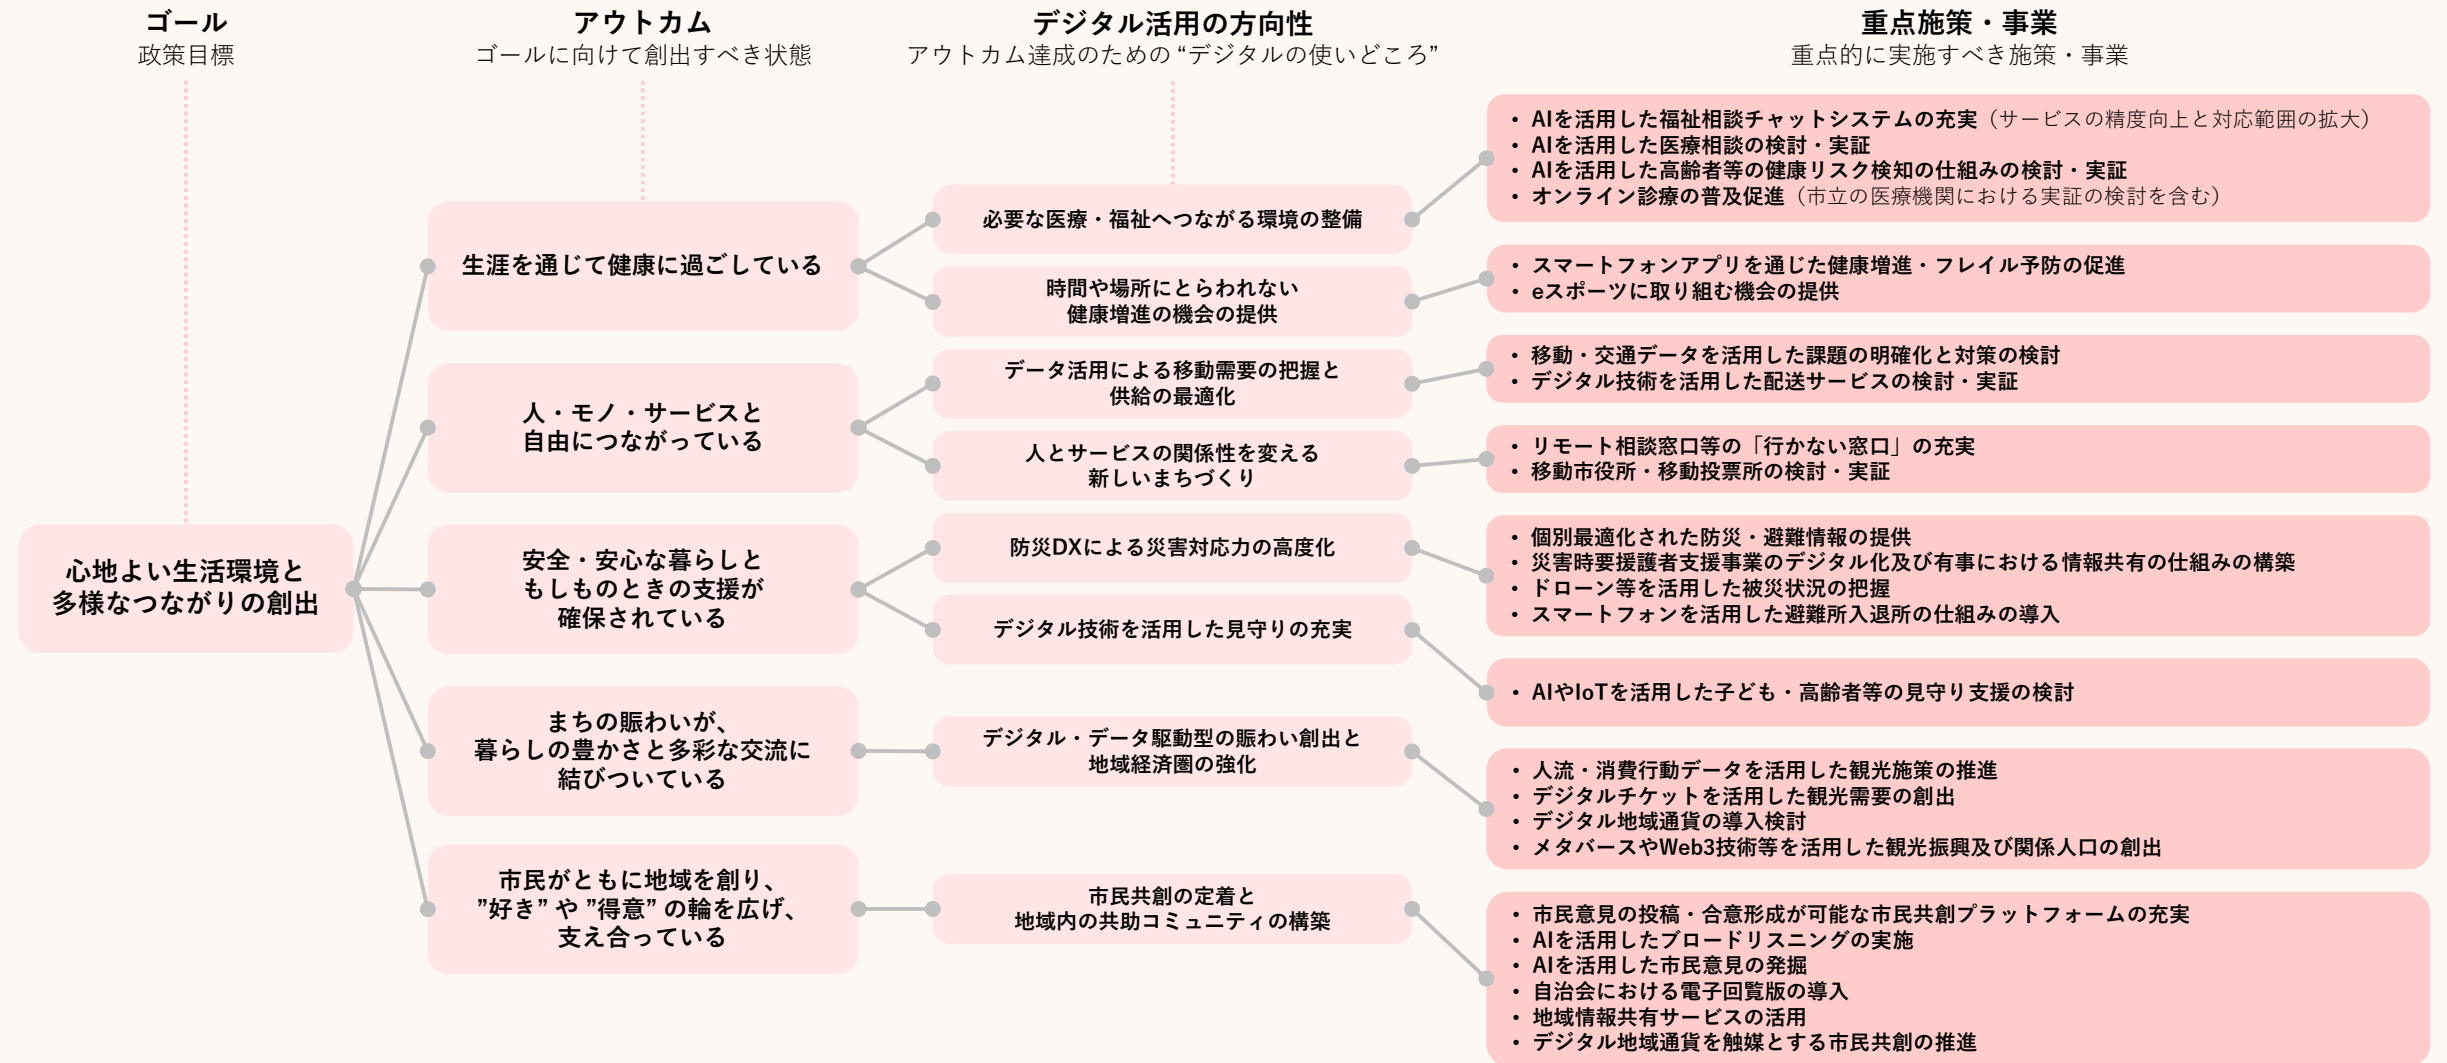 ゴール
政策目標
アウトカム
ゴールに向けて創出すべき状態
デジタル活用の方向性
アウトカム達成のための “デジタルの使いどころ”
重点施策・事業
重点的に実施すべき施策・事業
心地よい生活環境と
多様なつながりの創出
生涯を通じて健康に過ごしている
必要な医療・福祉へつながる環境の整備
・ AIを活用した福祉相談チャットシステムの充実（サービスの精度向上と対応範囲の拡大）
・ AIを活用した医療相談の検討・実証
・ AIを活用した高齢者等の健康リスク検知の仕組みの検討・実証
・ オンライン診療の普及促進（市立の医療機関における実証の検討を含む）
時間や場所にとらわれない
健康増進の機会の提供
・ スマートフォンアプリを通じた健康増進・フレイル予防の促進
・ eスポーツに取り組む機会の提供
人・モノ・サービスと
自由につながっている
データ活用による移動需要の把握と
供給の最適化
・ 移動・交通データを活用した課題の明確化と対策の検討
・ デジタル技術を活用した配送サービスの検討・実証
人とサービスの関係性を変える
新しいまちづくり
・ リモート相談窓口等の「行かない窓口」の充実
・ 移動市役所・移動投票所の検討・実証
安全・安心な暮らしと
もしものときの支援が
確保されている
防災DXによる災害対応力の高度化
・ 個別最適化された防災・避難情報の提供
・ 災害時要援護者支援事業のデジタル化及び有事における情報共有の仕組みの構築
・ ドローン等を活用した被災状況の把握
・ スマートフォンを活用した避難所入退所の仕組みの導入
デジタル技術を活用した見守りの充実
・ AIやIoTを活用した子ども・高齢者等の見守り支援の検討
まちの賑わいが、
暮らしの豊かさと多彩な交流に
結びついている
デジタル・データ駆動型の賑わい創出と
地域経済圏の強化
・ 人流・消費行動データを活用した観光施策の推進
・ デジタルチケットを活用した観光需要の創出
・ デジタル地域通貨の導入検討
・ メタバースやWeb3技術等を活用した観光振興及び関係人口の創出
市民がともに地域を創り、
”好き” や ”得意” の輪を広げ、
支え合っている
市民共創の定着と
地域内の共助コミュニティの構築
・ 市民意見の投稿・合意形成が可能な市民共創プラットフォームの充実
・ AIを活用したブロードリスニングの実施
・ AIを活用した市民意見の発掘
・ 自治会における電子回覧版の導入
・ 地域情報共有サービスの活用
・ デジタル地域通貨を触媒とする市民共創の推進